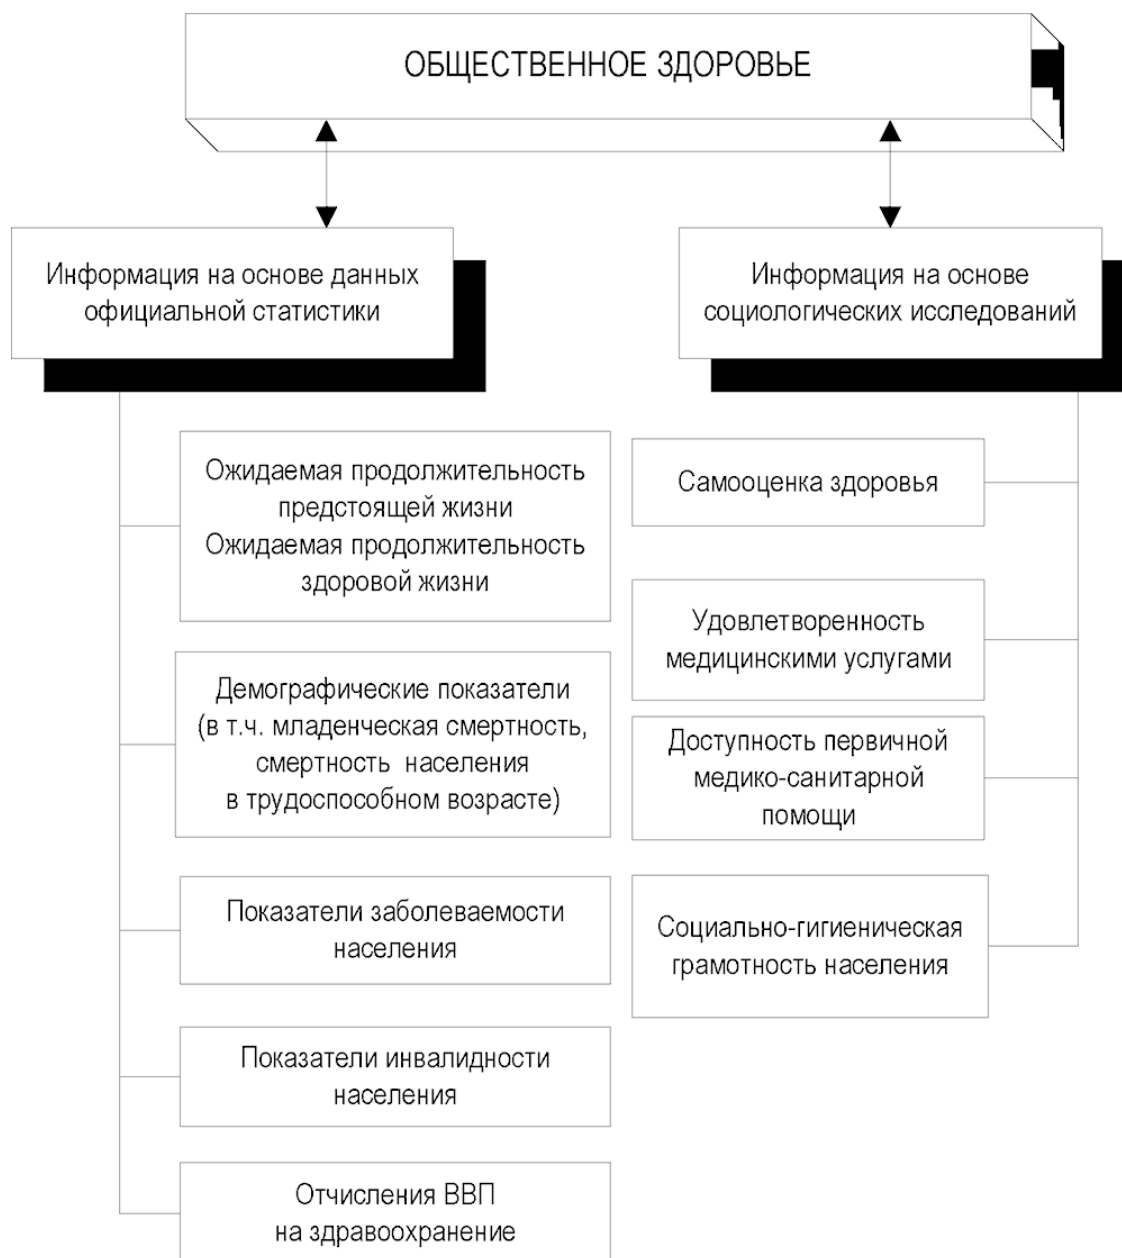 ОБЩЕСТВЕННОЕ ЗДОРОВЬЕ
Информация на основе данных
официальной статистики
Информация на основе
социологических исследований
Ожидаемая продолжительность
предстоящей жизни
Ожидаемая продолжительность
здоровой жизни
Демографические показатели
(в т.ч. младенческая смертность,
смертность населения
в трудоспособном возрасте)
Показатели заболеваемости
населения
Показатели инвалидности
населения
Отчисления ВВП
на здравоохранение
Самооценка здоровья
Удовлетворенность
медицинскими услугами
Доступность первичной
медико-санитарной
помощи
Социально-гигиеническая
грамотность населения